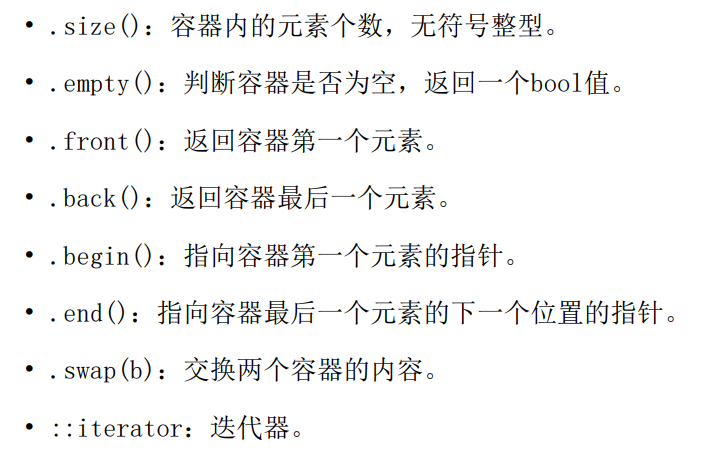 • .size(): 容器内的元素个数，无符号整型。
• .empty(): 判断容器是否为空，返回一个bool值。
• .front(): 返回容器第一个元素。
• .back(): 返回容器最后一个元素。
• .begin(): 指向容器第一个元素的指针。
• .end(): 指向容器最后一个元素的下一个位置的指针。
• .swap(b): 交换两个容器的内容。
• ::iterator: 迭代器。